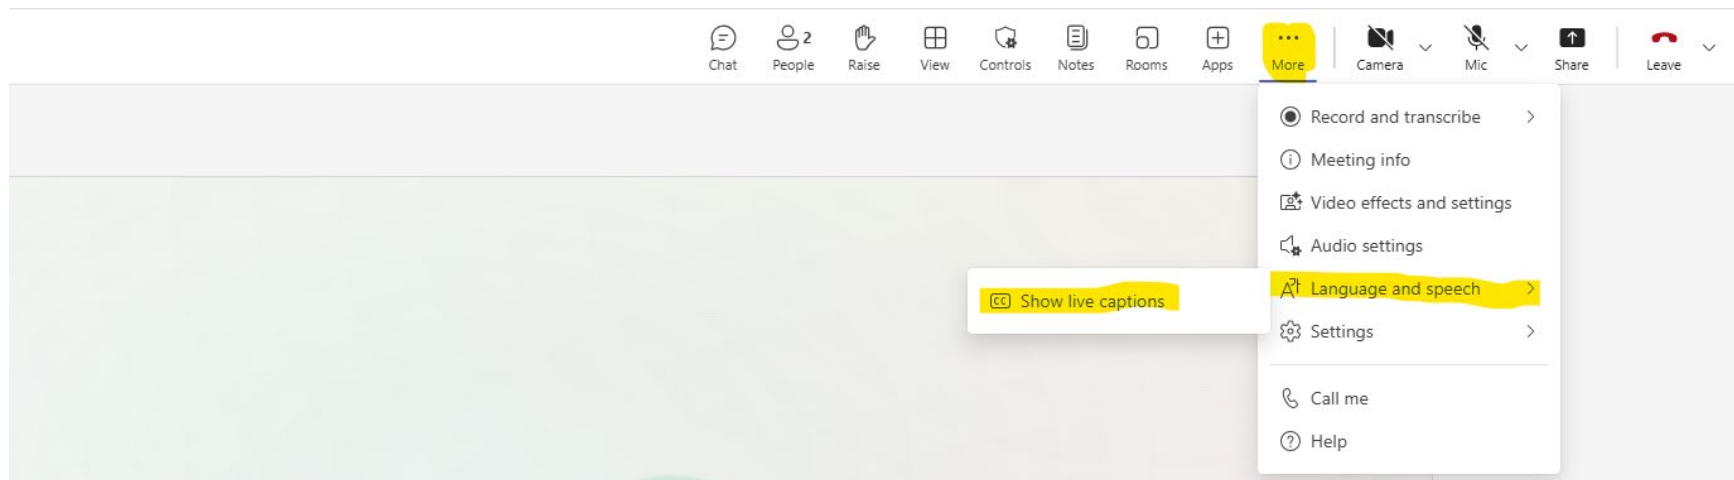 2
Chat People Raise View Controls Notes Rooms Apps More Camera Mic Share Leave
Record and transcribe
Meeting info
Video effects and settings
Audio settings
Language and speech
CC Show live captions
Settings
Call me
Help